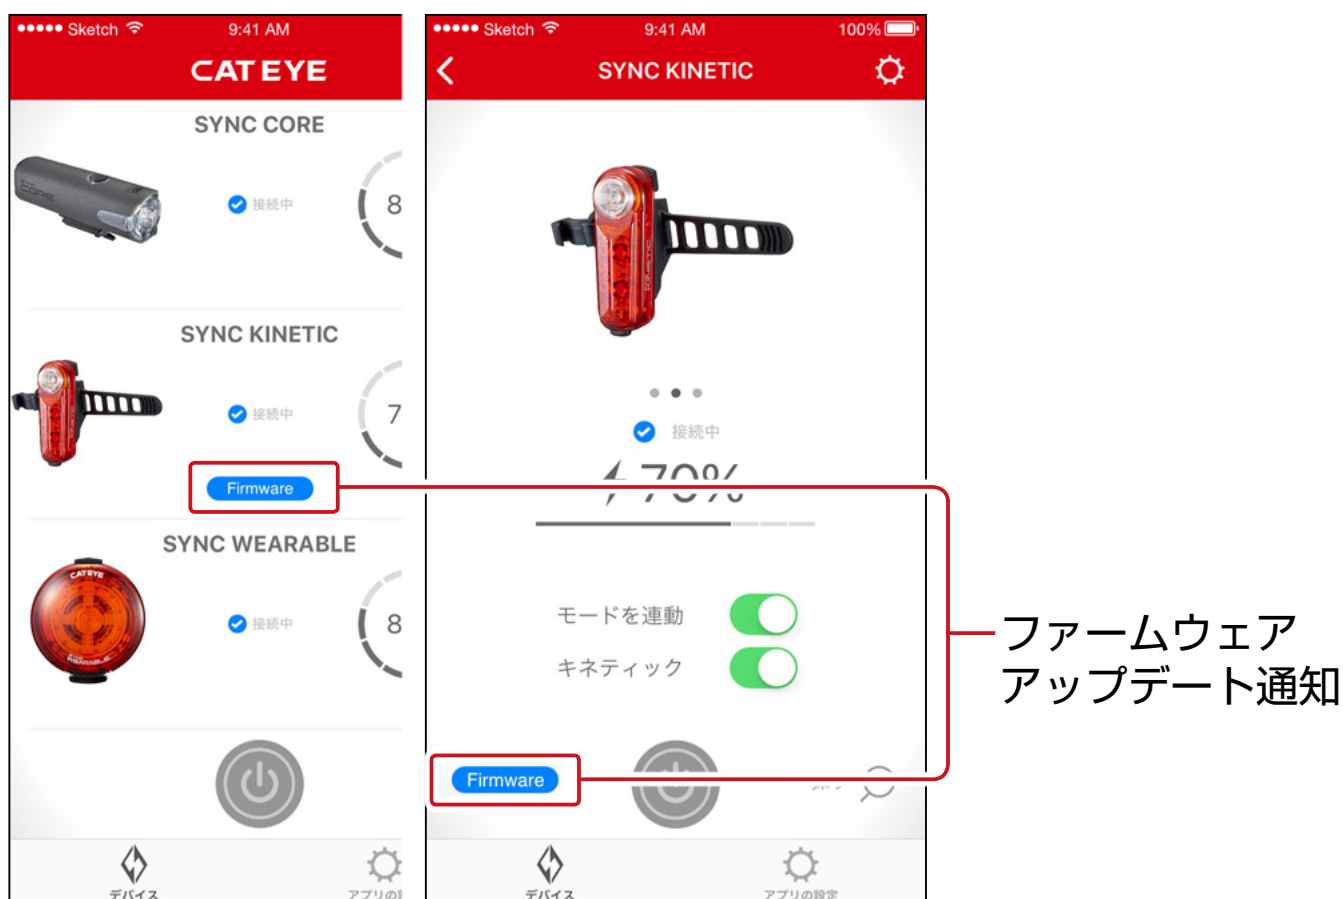 Sketch 9:41 AM
CATEYE
SYNC CORE
接続中
8
SYNC KINETIC
接続中
7
Firmware
SYNC WEARABLE
CATEYE
WEARABLE
接続中
8
デバイス
Sketch 9:41 AM 100%
SYNC KINETIC
KINETIC
接続中
70%
モードを連動
キネティック
Firmware
デバイス
アプリの設定
ファームウェア
アップデート通知